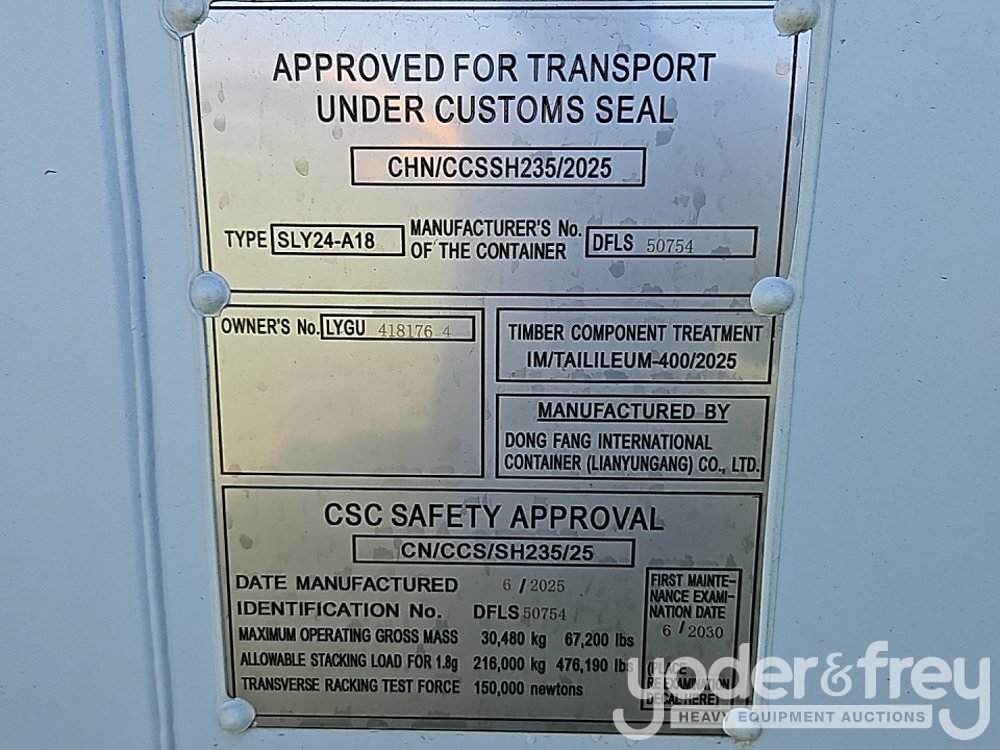 APPROVED FOR TRANSPORT
UNDER CUSTOMS SEAL
CHN/CCSSH235/2025
TYPE SLY24-A18
MANUFACTURER'S No.
OF THE CONTAINER
DFLS 50754
OWNER'S No. LYGU 418176 4
TIMBER COMPONENT TREATMENT
IM/TAILILEUM-400/2025
MANUFACTURED BY
DONG FANG INTERNATIONAL
CONTAINER (LIANYUNGANG) CO., LTD.
CSC SAFETY APPROVAL
CN/CCS/SH235/25
DATE MANUFACTURED 6 / 2025
IDENTIFICATION No. DFLS 50754
MAXIMUM OPERATING GROSS MASS 30,480 kg 67,200 lbs
ALLOWABLE STACKING LOAD FOR 1.8g 216,000 kg 476,190 lbs
TRANSVERSE RACKING TEST FORCE 150,000 newtons
FIRST MAINTE-
NANCE EXAMI-
NATION DATE
6 / 2030
(PLACE
REEXAMINATION
DECAL HERE)
yoder&frey
HEAVY EQUIPMENT AUCTIONS